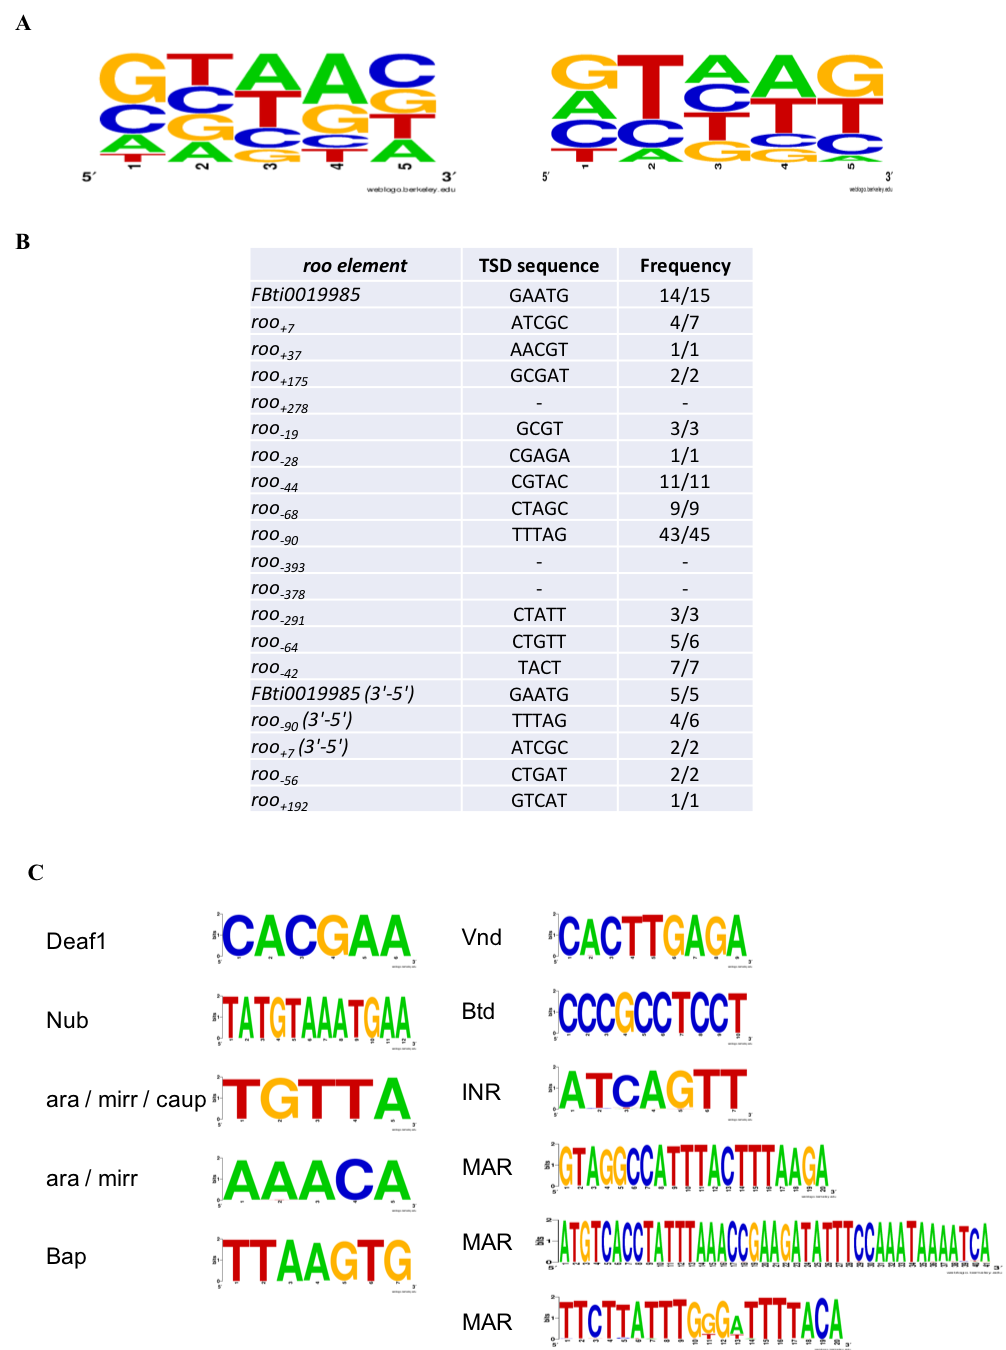 A
G T A A C
C C T G G
A G C C T
T A G T A
1 2 3 4 5
5′ 3′
weblogo.berkeley.edu
G T A A G
A C C T T
C A T C C
T G G A
1 2 3 4 5
5′ 3′
weblogo.berkeley.edu
B
roo element TSD sequence Frequency
FBti0019985 GAATG 14/15
roo+7 ATCGC 4/7
roo+37 AACGT 1/1
roo+175 GCGAT 2/2
roo+278 - -
roo-19 GCGT 3/3
roo-28 CGAGA 1/1
roo-44 CGTAC 11/11
roo-68 CTAGC 9/9
roo-90 TTTAG 43/45
roo-393 - -
roo-378 - -
roo-291 CTATT 3/3
roo-64 CTGTT 5/6
roo-42 TACT 7/7
FBti0019985 (3'-5') GAATG 5/5
roo-90 (3'-5') TTTAG 4/6
roo+7 (3'-5') ATCGC 2/2
roo-56 CTGAT 2/2
roo+192 GTCAT 1/1
C
Deaf1 CACGAA
Nub TATGTAAATGAA
ara / mirr / caup TGTTA
ara / mirr AAACA
Bap TTAAGTG
Vnd CACTTGAGA
Btd CCCGCCTCCT
INR ATCAGTT
MAR GTAGGCCATTTACTTTAAGA
MAR ATGTCACCTATTTAAACCGAAGATATTTCCAAATAAAATCA
MAR TTCTTATTTGGGATTTTACA